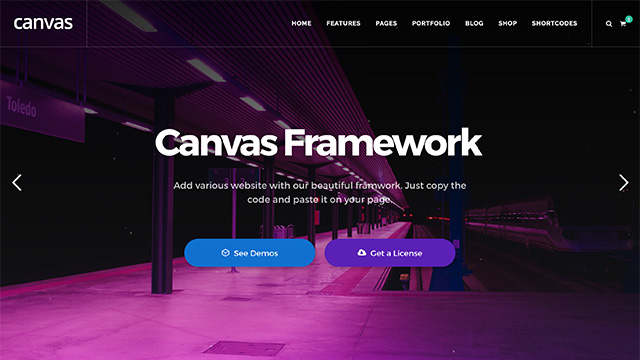 canvas
HOME FEATURES PAGES PORTFOLIO BLOG SHOP SHORTCODES
Toledo
Canvas Framework
Add various website with our beautiful framwork. Just copy the
code and paste it on your page.
See Demos Get a License